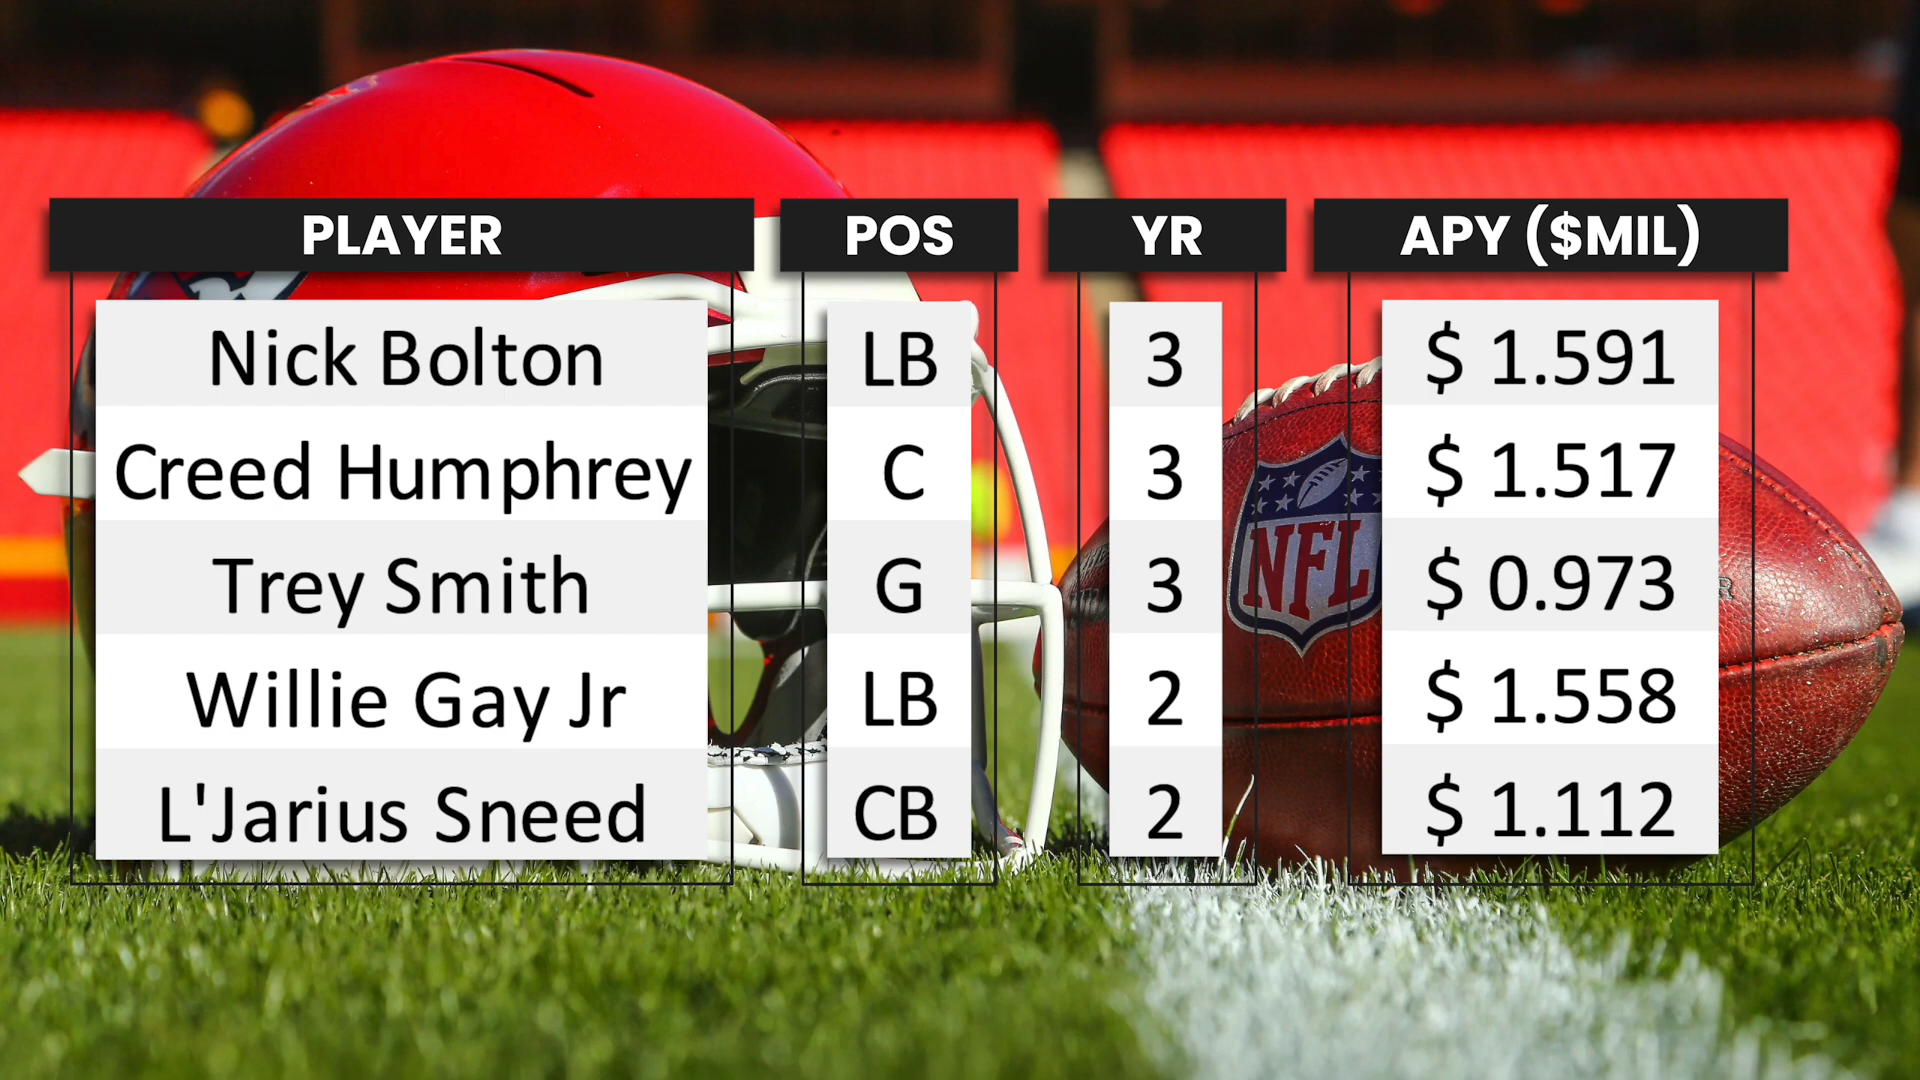 PLAYER POS YR APY ($MIL)
Nick Bolton LB 3 $ 1.591
Creed Humphrey C 3 $ 1.517
Trey Smith G 3 $ 0.973
Willie Gay Jr LB 2 $ 1.558
L'Jarius Sneed CB 2 $ 1.112
NFL